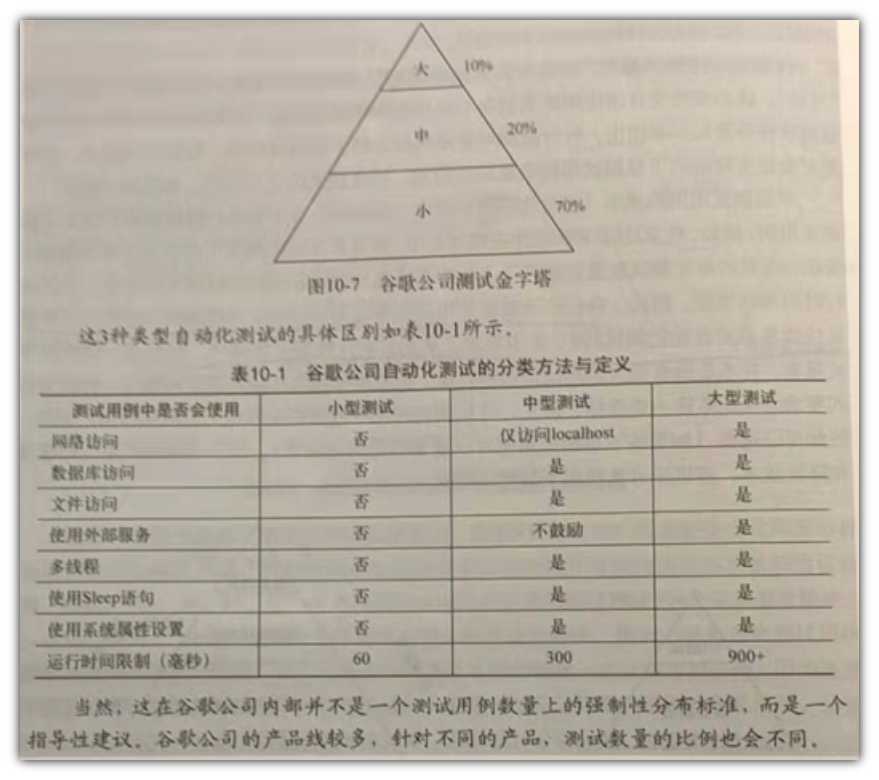 大 10%
中 20%
小 70%
图10-7 谷歌公司测试金字塔
这3种类型自动化测试的具体区别如表10-1所示。
表10-1 谷歌公司自动化测试的分类方法与定义
测试用例中是否会使用 小型测试 中型测试 大型测试
网络访问 否 仅访问localhost 是
数据库访问 否 是 是
文件访问 否 是 是
使用外部服务 否 不鼓励 是
多线程 否 是 是
使用Sleep语句 否 是 是
使用系统属性设置 否 是 是
运行时间限制（毫秒） 60 300 900+
当然，这在谷歌公司内部并不是一个测试用例数量上的强制性分布标准，而是一个
指导性建议。谷歌公司的产品线较多，针对不同的产品，测试数量的比例也会不同。